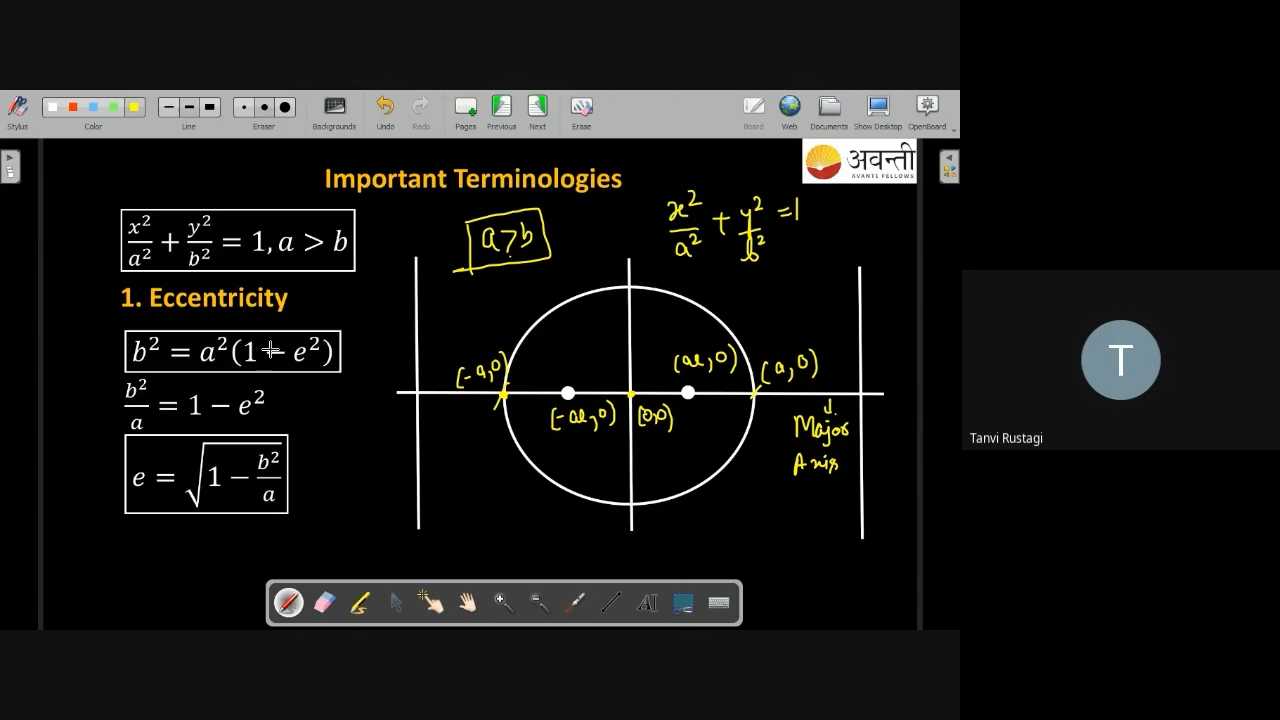 Stylus
Color
Line
Eraser
Backgrounds
Undo
Redo
Pages
Previous
Next
Erase
Board
Web
Documents
Show Desktop
OpenBoard
Important Terminologies
अवन्ती
AVANTI FELLOWS
x²/a² + y²/b² = 1, a > b
a > b
x²/a² + y²/b² = 1
1. Eccentricity
b² = a²(1 − e²)
b²/a = 1 − e²
e = √(1 − b²/a)
(-a,0)
(ae,0)
(a,0)
(-ae,0)
(0,0)
Major
Axis
AI
T
Tanvi Rustagi